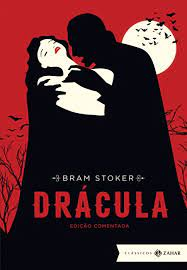 BRAM STOKER
DRÁCULA
EDIÇÃO COMENTADA
CLÁSSICOS ZAHAR